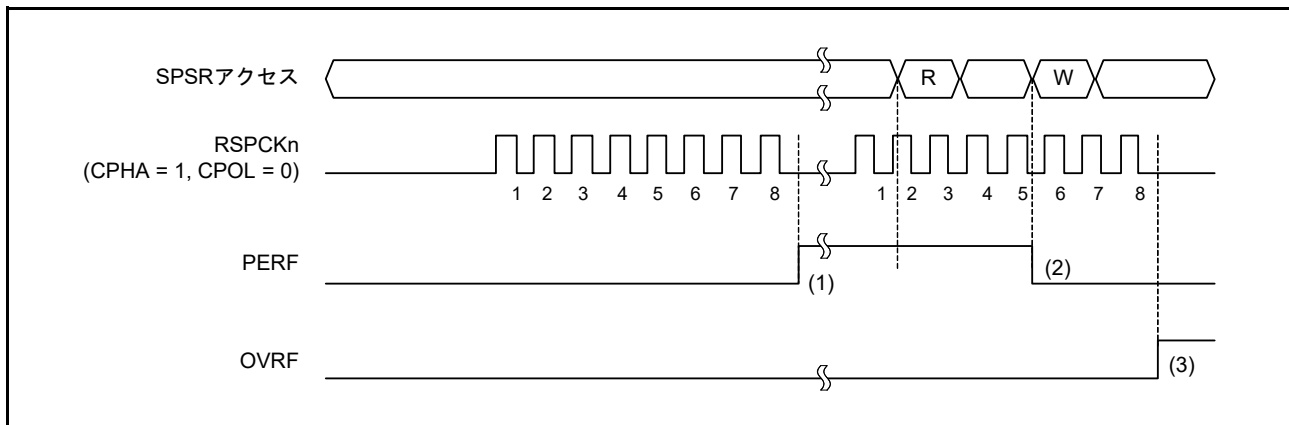 SPSRアクセス
R
W
RSPCKn
(CPHA = 1, CPOL = 0)
1 2 3 4 5 6 7 8 1 2 3 4 5 6 7 8
PERF
(1)
(2)
OVRF
(3)